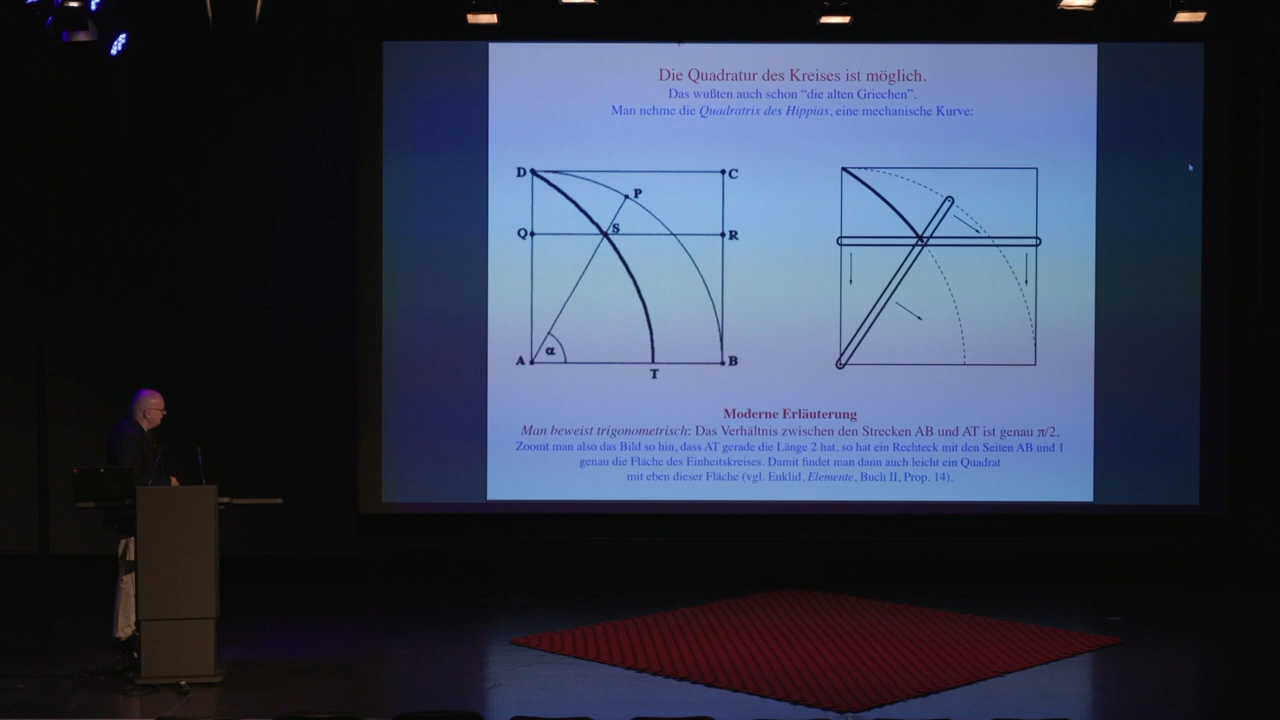 Die Quadratur des Kreises ist möglich.
Das wußten auch schon “die alten Griechen”.
Man nehme die Quadratrix des Hippias, eine mechanische Kurve:
D
C
P
Q
S
R
A
α
B
T
Moderne Erläuterung
Man beweist trigonometrisch: Das Verhältnis zwischen den Strecken AB und AT ist genau π/2.
Zoomt man also das Bild so hin, dass AT gerade die Länge 2 hat, so hat ein Rechteck mit den Seiten AB und 1
genau die Fläche des Einheitskreises. Damit findet man dann auch leicht ein Quadrat
mit eben dieser Fläche (vgl. Euklid, Elemente, Buch II, Prop. 14).